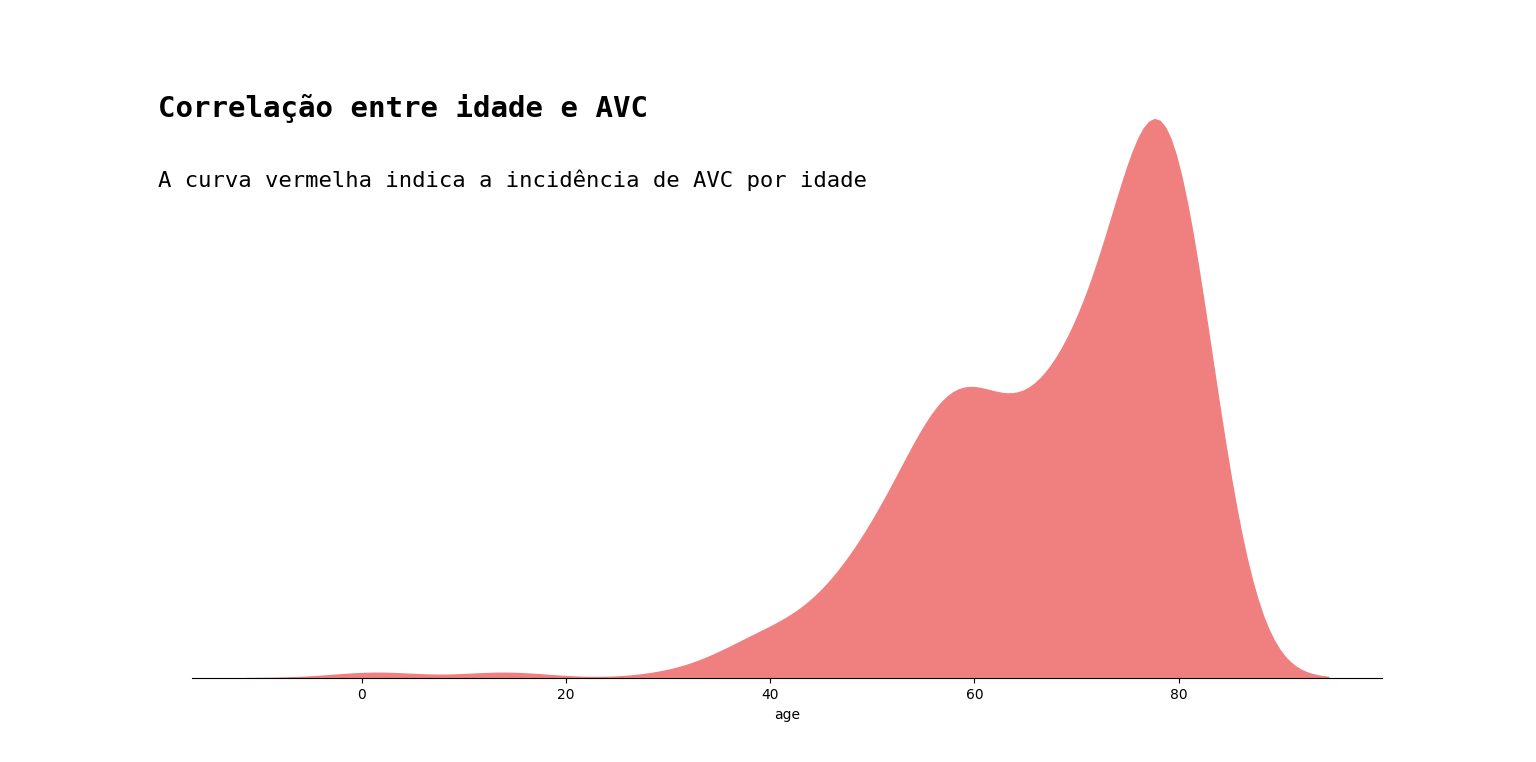 Correlação entre idade e AVC
A curva vermelha indica a incidência de AVC por idade
0 20 40 60 80
age